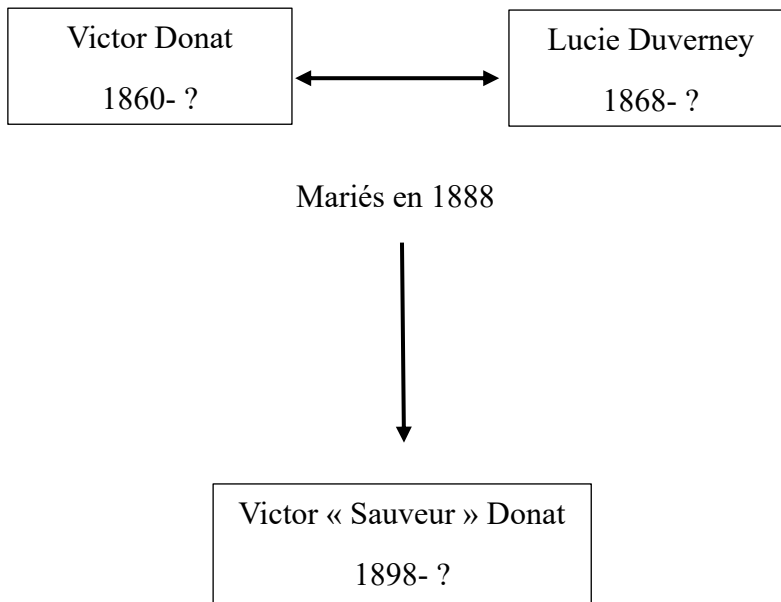 Victor Donat
1860- ?
Lucie Duverney
1868- ?
Mariés en 1888
Victor « Sauveur » Donat
1898- ?